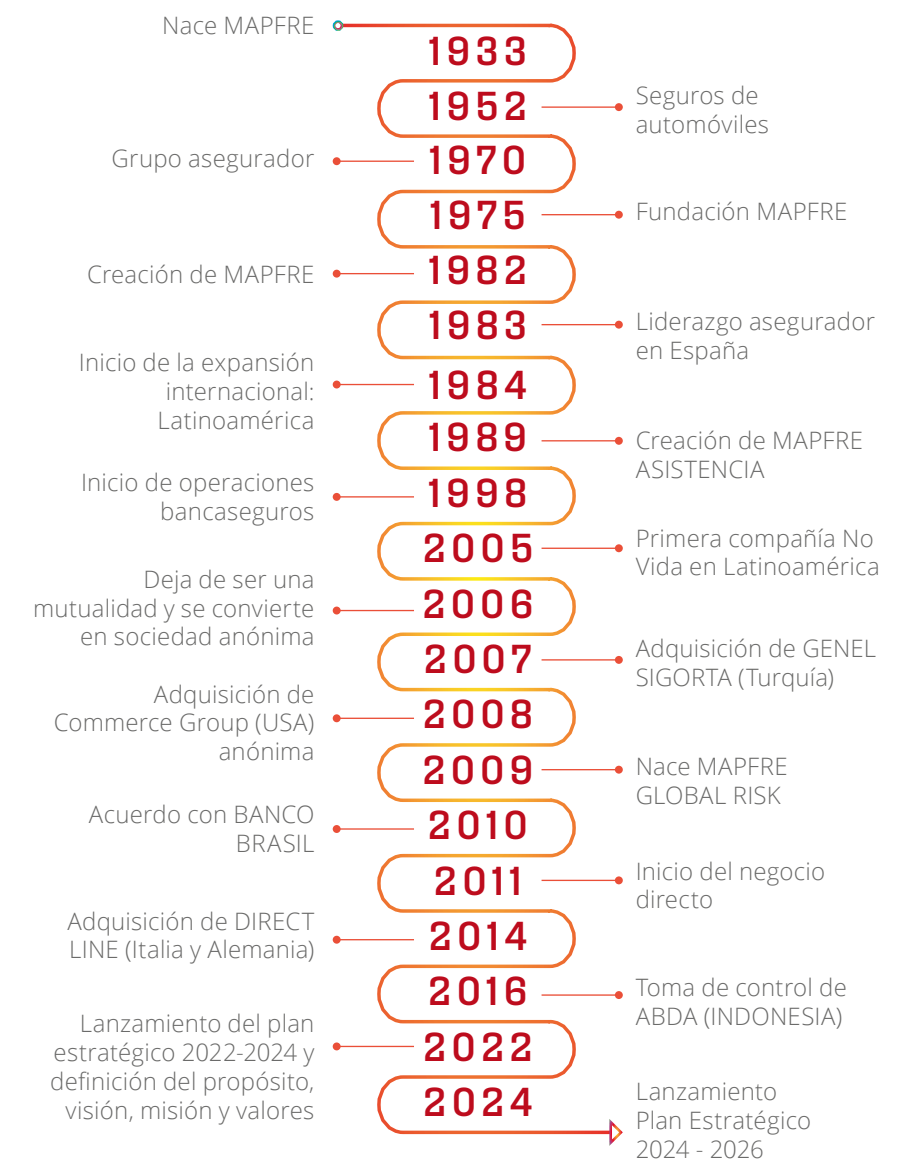 Nace MAPFRE
1933
1952
Seguros de
automóviles
Grupo asegurador
1970
1975
Fundación MAPFRE
Creación de MAPFRE
1982
1983
Liderazgo asegurador
en España
Inicio de la expansión
internacional:
Latinoamérica
1984
1989
Creación de MAPFRE
ASISTENCIA
Inicio de operaciones
bancaseguros
1998
2005
Primera compañía No
Vida en Latinoamérica
Deja de ser una
mutualidad y se convierte
en sociedad anónima
2006
2007
Adquisición de GENEL
SIGORTA (Turquía)
Adquisición de
Commerce Group (USA)
anónima
2008
2009
Nace MAPFRE
GLOBAL RISK
Acuerdo con BANCO
BRASIL
2010
2011
Inicio del negocio
directo
Adquisición de DIRECT
LINE (Italia y Alemania)
2014
2016
Toma de control de
ABDA (INDONESIA)
Lanzamiento del plan
estratégico 2022-2024 y
definición del propósito,
visión, misión y valores
2022
2024
Lanzamiento
Plan Estratégico
2024 - 2026